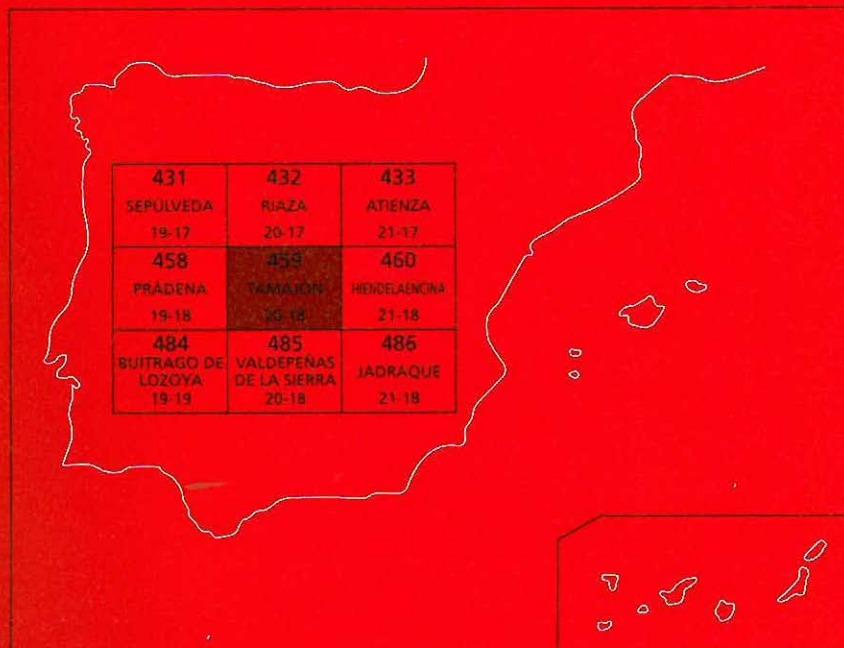 431
SEPÚLVEDA
19-17
432
RIAZA
20-17
433
ATIENZA
21-17
458
PRÁDENA
19-18
459
TAMAJÓN
20-18
460
HIENDELAENCINA
21-18
484
BUITRAGO DE
LOZOYA
19-19
485
VALDEPEÑAS
DE LA SIERRA
20-18
486
JADRAQUE
21-18